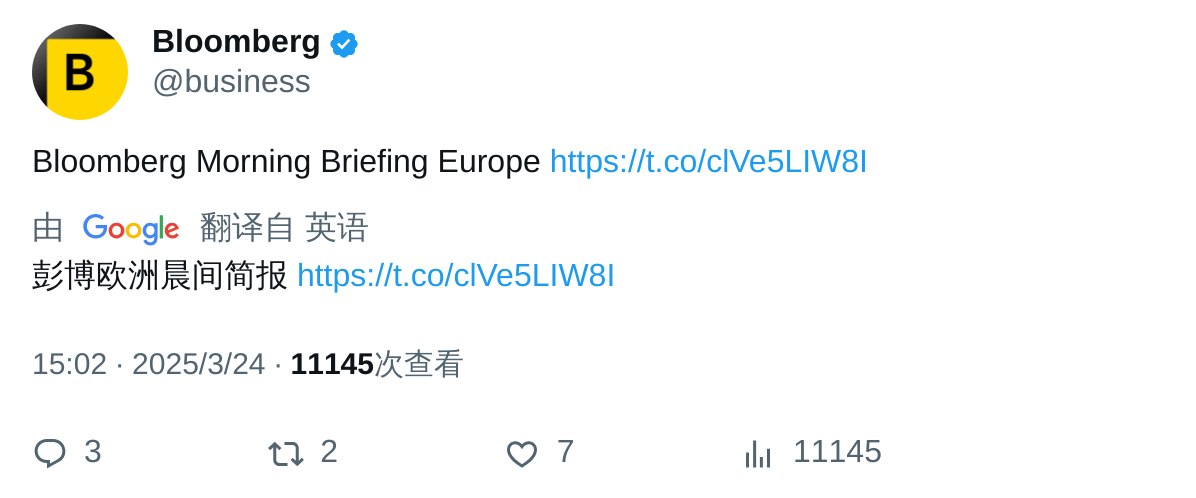 B
Bloomberg
@business
Bloomberg Morning Briefing Europe https://t.co/clVe5LIW8I
由 Google 翻译自 英语
彭博欧洲晨间简报 https://t.co/clVe5LIW8I
15:02 · 2025/3/24 · 11145次查看
3 2 7 11145